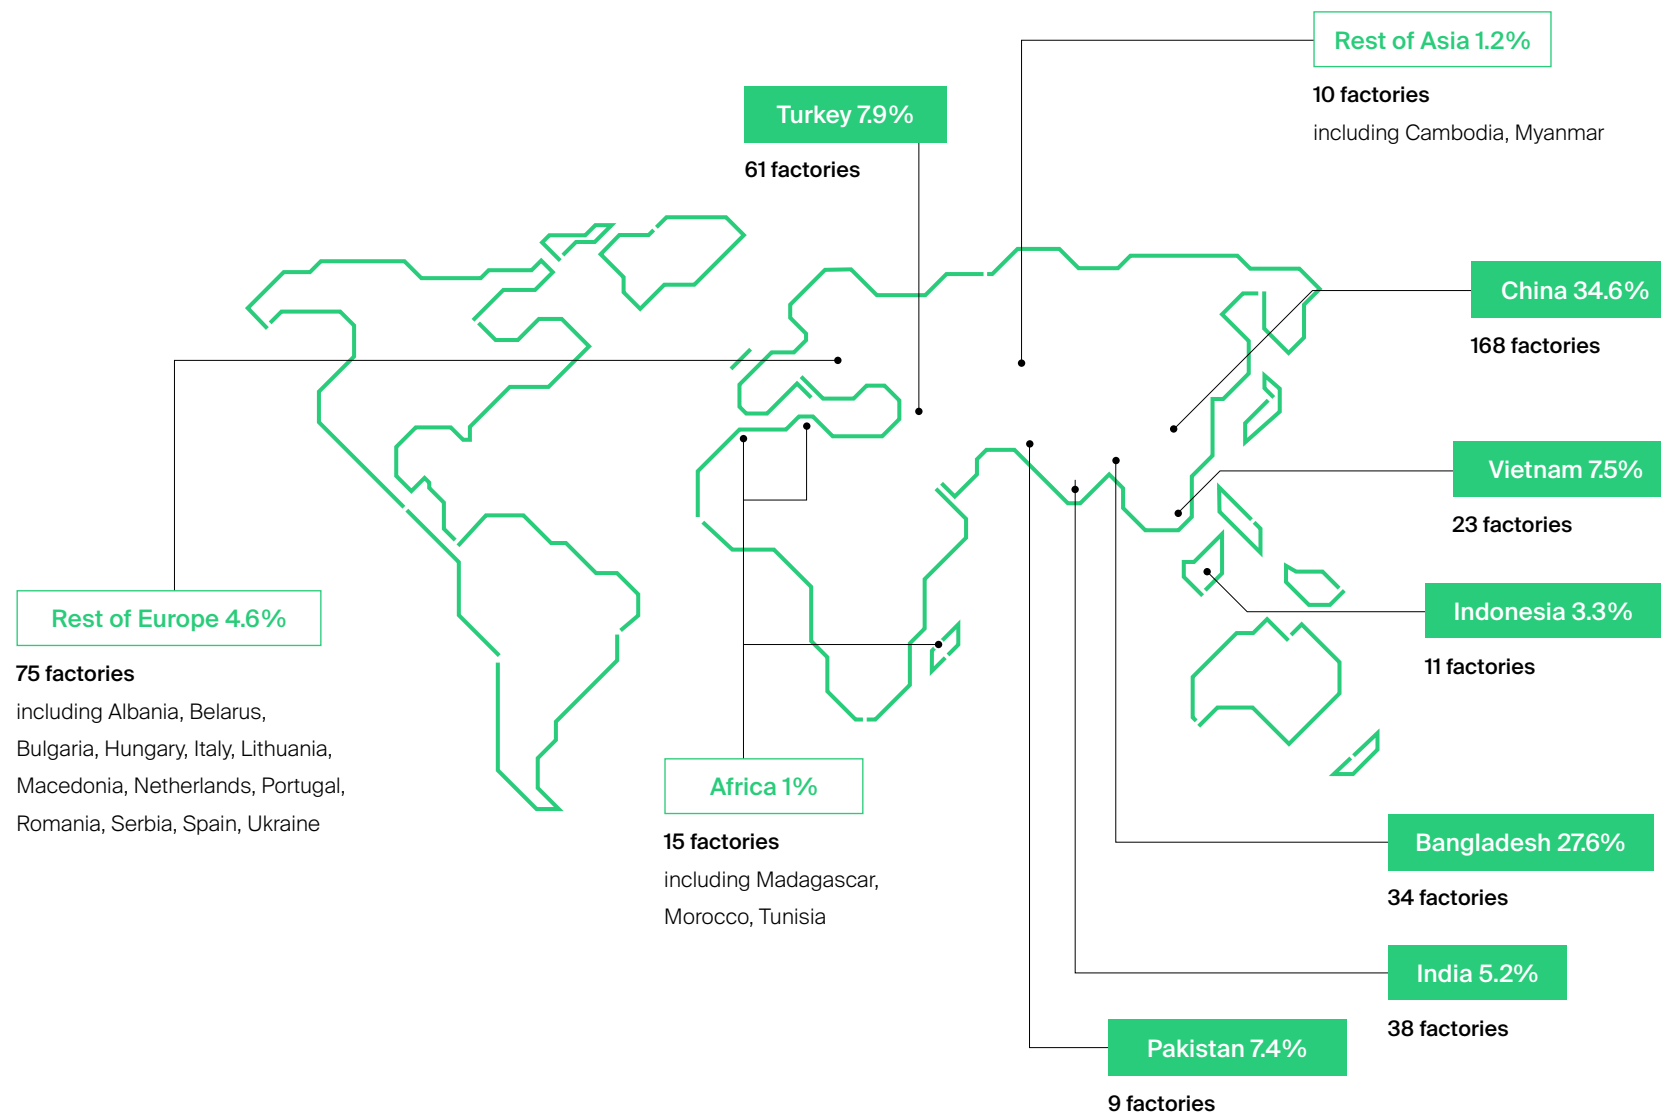 Rest of Asia 1.2%
10 factories
including Cambodia, Myanmar
Turkey 7.9%
61 factories
China 34.6%
168 factories
Vietnam 7.5%
23 factories
Indonesia 3.3%
11 factories
Rest of Europe 4.6%
75 factories
including Albania, Belarus,
Bulgaria, Hungary, Italy, Lithuania,
Macedonia, Netherlands, Portugal,
Romania, Serbia, Spain, Ukraine
Africa 1%
15 factories
including Madagascar,
Morocco, Tunisia
Bangladesh 27.6%
34 factories
India 5.2%
38 factories
Pakistan 7.4%
9 factories